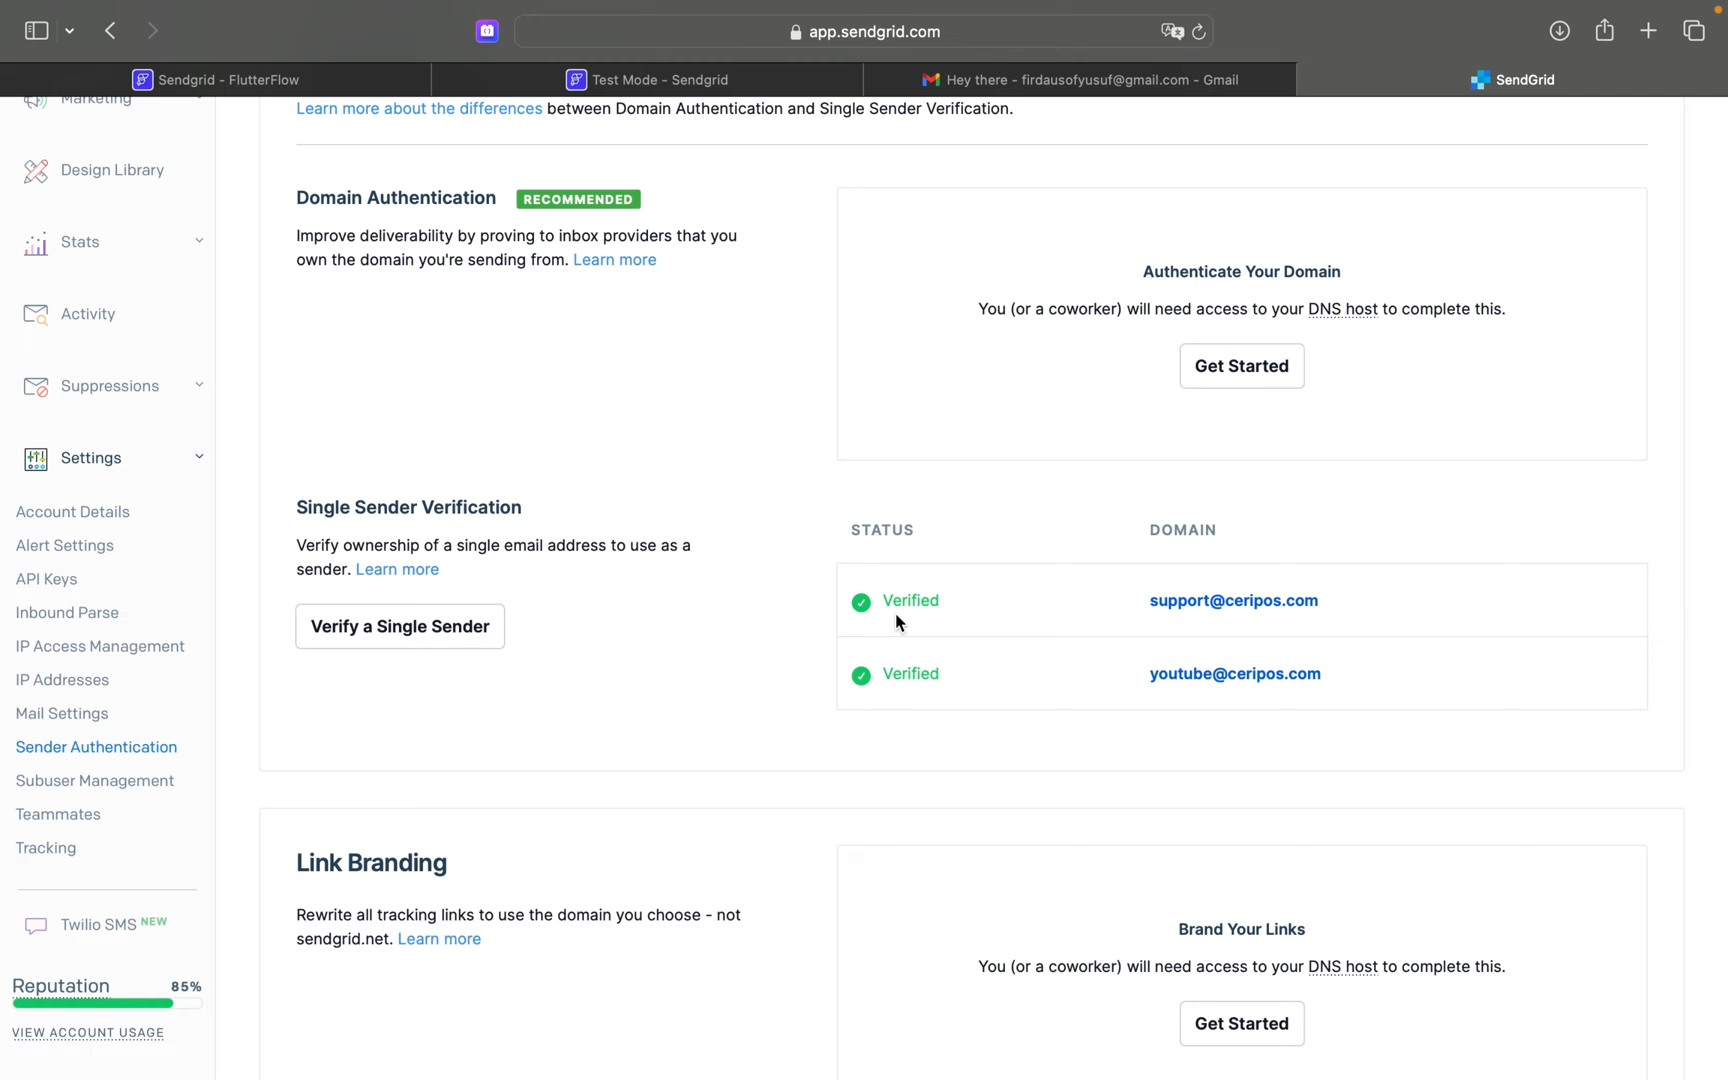 app.sendgrid.com
Sendgrid - FlutterFlow
Test Mode - Sendgrid
Hey there - firdausofyusuf@gmail.com - Gmail
SendGrid
Marketing
Design Library
Stats
Activity
Suppressions
Settings
Account Details
Alert Settings
API Keys
Inbound Parse
IP Access Management
IP Addresses
Mail Settings
Sender Authentication
Subuser Management
Teammates
Tracking
Twilio SMS NEW
Reputation 85%
VIEW ACCOUNT USAGE
Learn more about the differences between Domain Authentication and Single Sender Verification.
Domain Authentication RECOMMENDED
Improve deliverability by proving to inbox providers that you
own the domain you're sending from. Learn more
Authenticate Your Domain
You (or a coworker) will need access to your DNS host to complete this.
Get Started
Single Sender Verification
Verify ownership of a single email address to use as a
sender. Learn more
Verify a Single Sender
STATUS DOMAIN
Verified support@ceripos.com
Verified youtube@ceripos.com
Link Branding
Rewrite all tracking links to use the domain you choose - not
sendgrid.net. Learn more
Brand Your Links
You (or a coworker) will need access to your DNS host to complete this.
Get Started